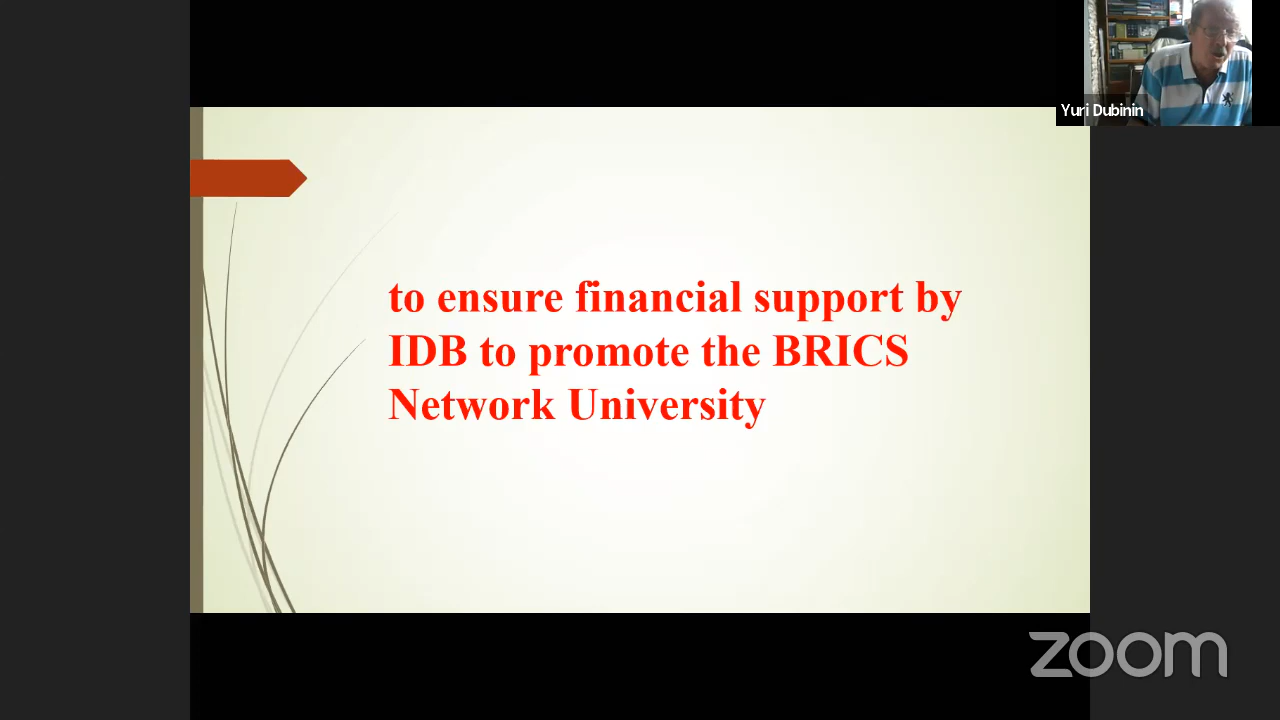 Yuri Dubinin
to ensure financial support by
IDB to promote the BRICS
Network University
zoom